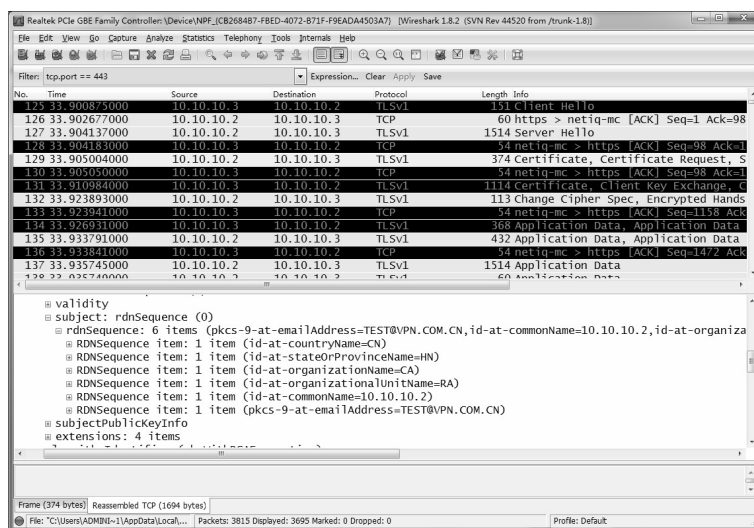 Realtek PCIe GBE Family Controller: \Device\NPF_{CB2684B7-FBED-4072-B71F-F9EADA4503A7} [Wireshark 1.8.2 (SVN Rev 44520 from /trunk-1.8)]
File Edit View Go Capture Analyze Statistics Telephony Tools Internals Help
Filter: tcp.port == 443 Expression... Clear Apply Save
No. Time Source Destination Protocol Length Info
125 33.900875000 10.10.10.3 10.10.10.2 TLSv1 151 Client Hello
126 33.902677000 10.10.10.2 10.10.10.3 TCP 60 https > netiq-mc [ACK] Seq=1 Ack=98
127 33.904137000 10.10.10.2 10.10.10.3 TLSv1 1514 Server Hello
128 33.904183000 10.10.10.3 10.10.10.2 TCP 54 netiq-mc > https [ACK] Seq=98 Ack=1
129 33.905004000 10.10.10.2 10.10.10.3 TLSv1 374 Certificate, Certificate Request, S
130 33.905050000 10.10.10.3 10.10.10.2 TCP 54 netiq-mc > https [ACK] Seq=98 Ack=1
131 33.910984000 10.10.10.3 10.10.10.2 TLSv1 1114 Certificate, Client Key Exchange, C
132 33.923893000 10.10.10.2 10.10.10.3 TLSv1 113 Change Cipher Spec, Encrypted Hands
133 33.923941000 10.10.10.3 10.10.10.2 TCP 54 netiq-mc > https [ACK] Seq=1158 Ack
134 33.926931000 10.10.10.3 10.10.10.2 TLSv1 368 Application Data, Application Data
135 33.933791000 10.10.10.2 10.10.10.3 TLSv1 432 Application Data, Application Data
136 33.933841000 10.10.10.3 10.10.10.2 TCP 54 netiq-mc > https [ACK] Seq=1472 Ack
137 33.935745000 10.10.10.2 10.10.10.3 TLSv1 1514 Application Data
138 33.935749000 10.10.10.2 10.10.10.3 TLSv1 60 Application Data
validity
subject: rdnSequence (0)
rdnSequence: 6 items (pkcs-9-at-emailAddress=TEST@VPN.COM.CN,id-at-commonName=10.10.10.2,id-at-organiza
RDNSequence item: 1 item (id-at-countryName=CN)
RDNSequence item: 1 item (id-at-stateOrProvinceName=HN)
RDNSequence item: 1 item (id-at-organizationName=CA)
RDNSequence item: 1 item (id-at-organizationalUnitName=RA)
RDNSequence item: 1 item (id-at-commonName=10.10.10.2)
RDNSequence item: 1 item (pkcs-9-at-emailAddress=TEST@VPN.COM.CN)
subjectPublicKeyInfo
extensions: 4 items
Frame (374 bytes) Reassembled TCP (1694 bytes)
File: "C:\Users\ADMINI~1\AppData\Local\... Packets: 3815 Displayed: 3695 Marked: 0 Dropped: 0 Profile: Default